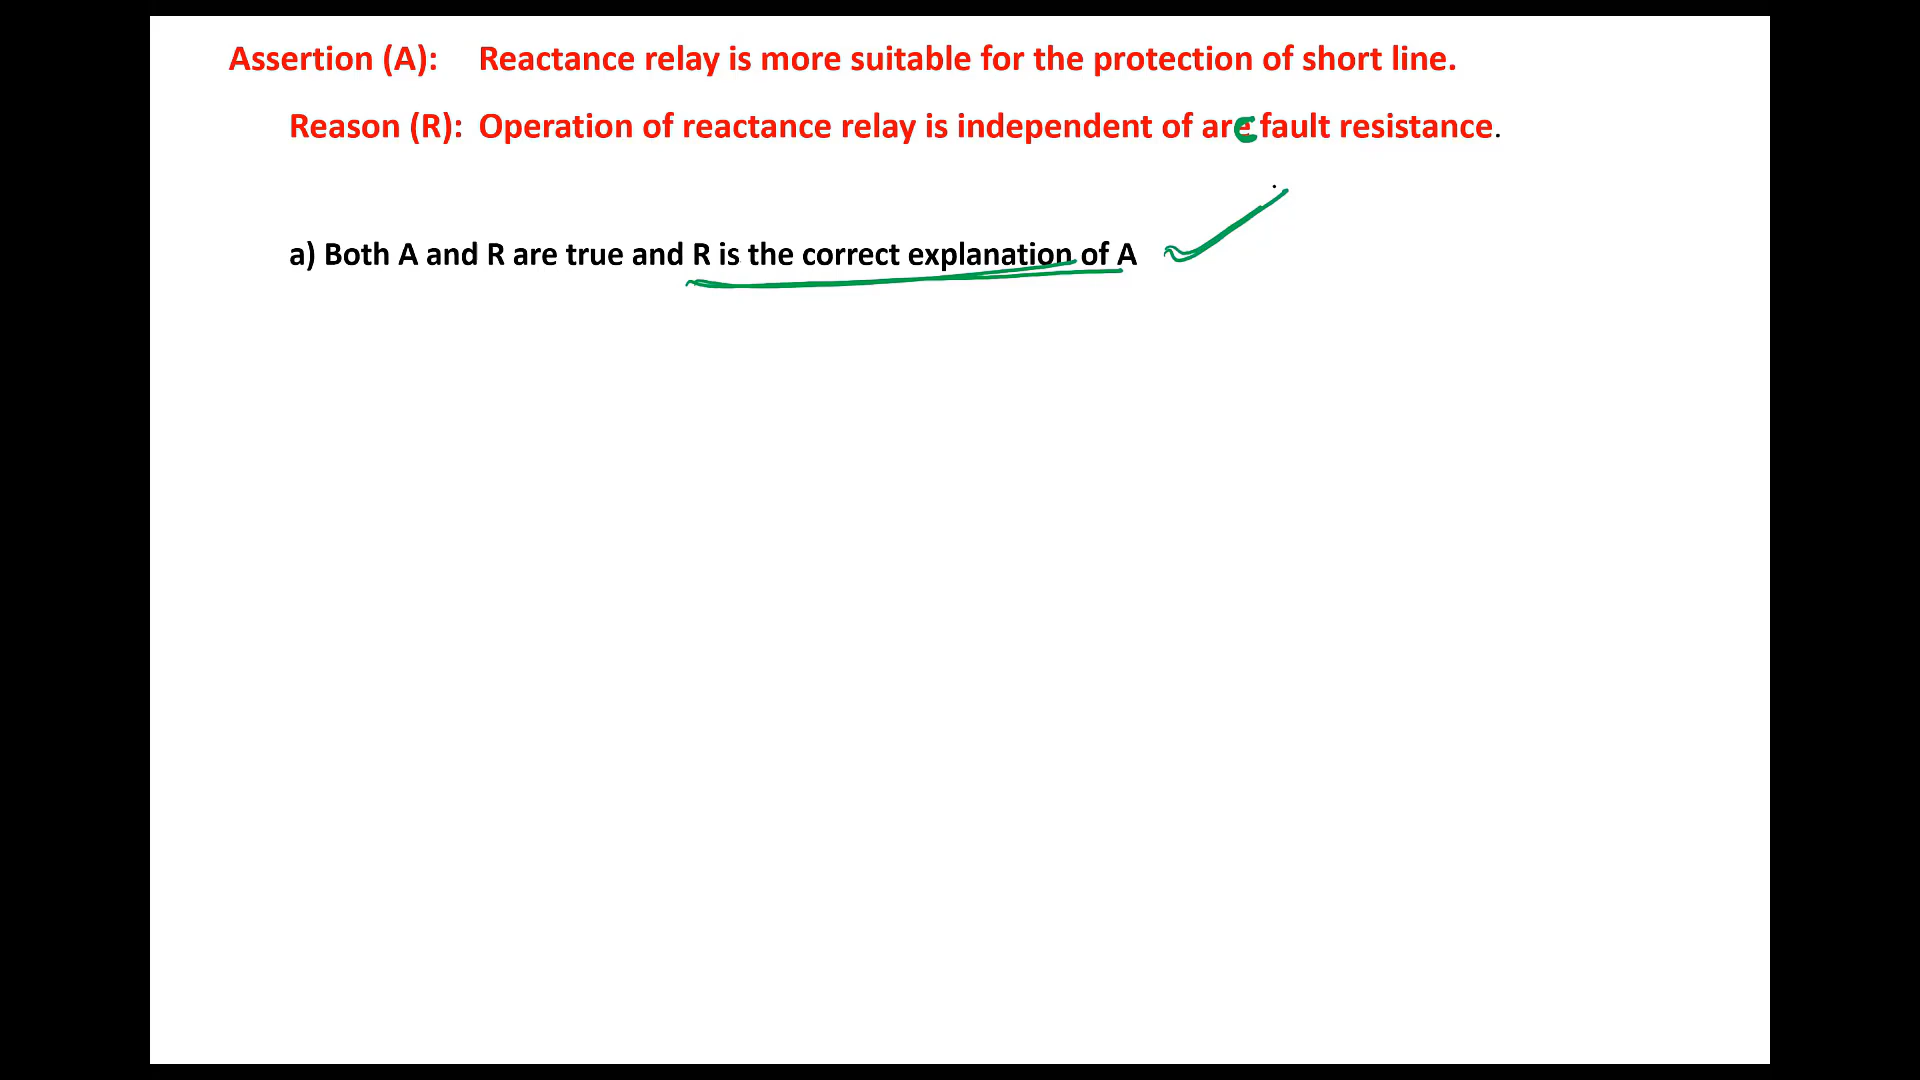 Assertion (A): Reactance relay is more suitable for the protection of short line.
Reason (R): Operation of reactance relay is independent of arc fault resistance.
a) Both A and R are true and R is the correct explanation of A